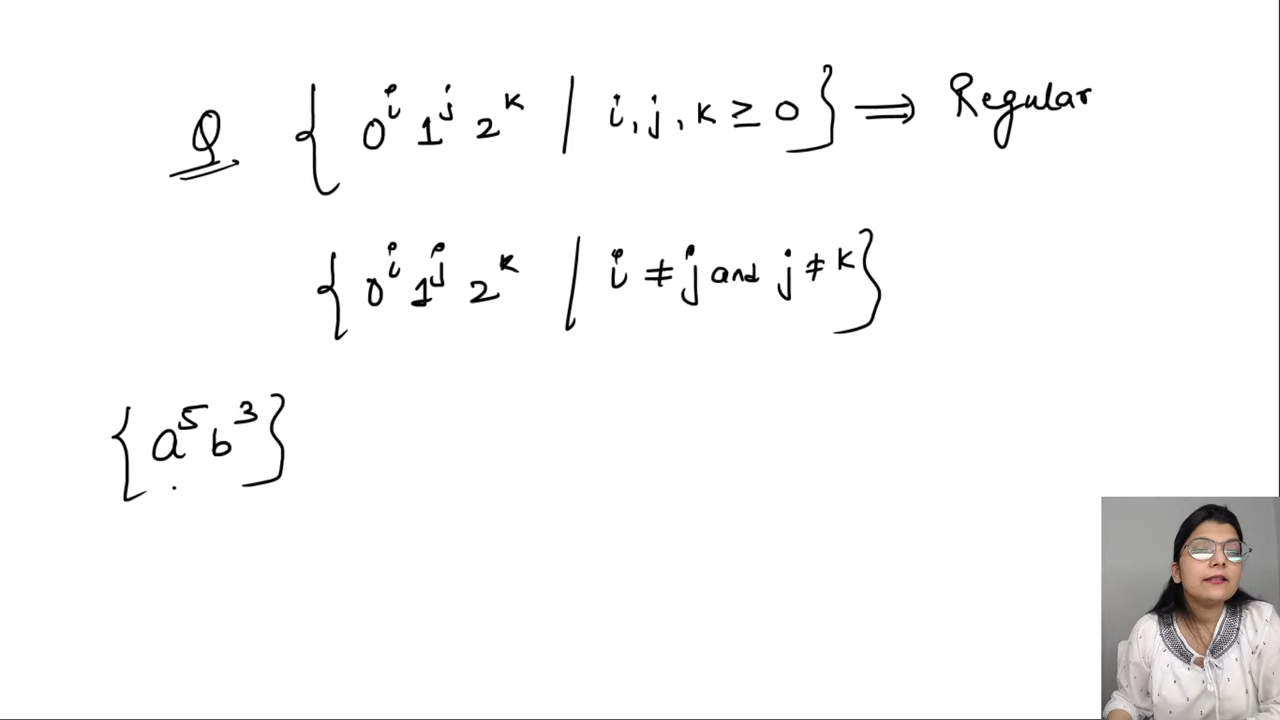 Q { 0^i 1^j 2^k / i, j, k ≥ 0 } ⟹ Regular
{ 0^i 1^j 2^k / i ≠ j and j ≠ k }
{ a^5 b^3 }